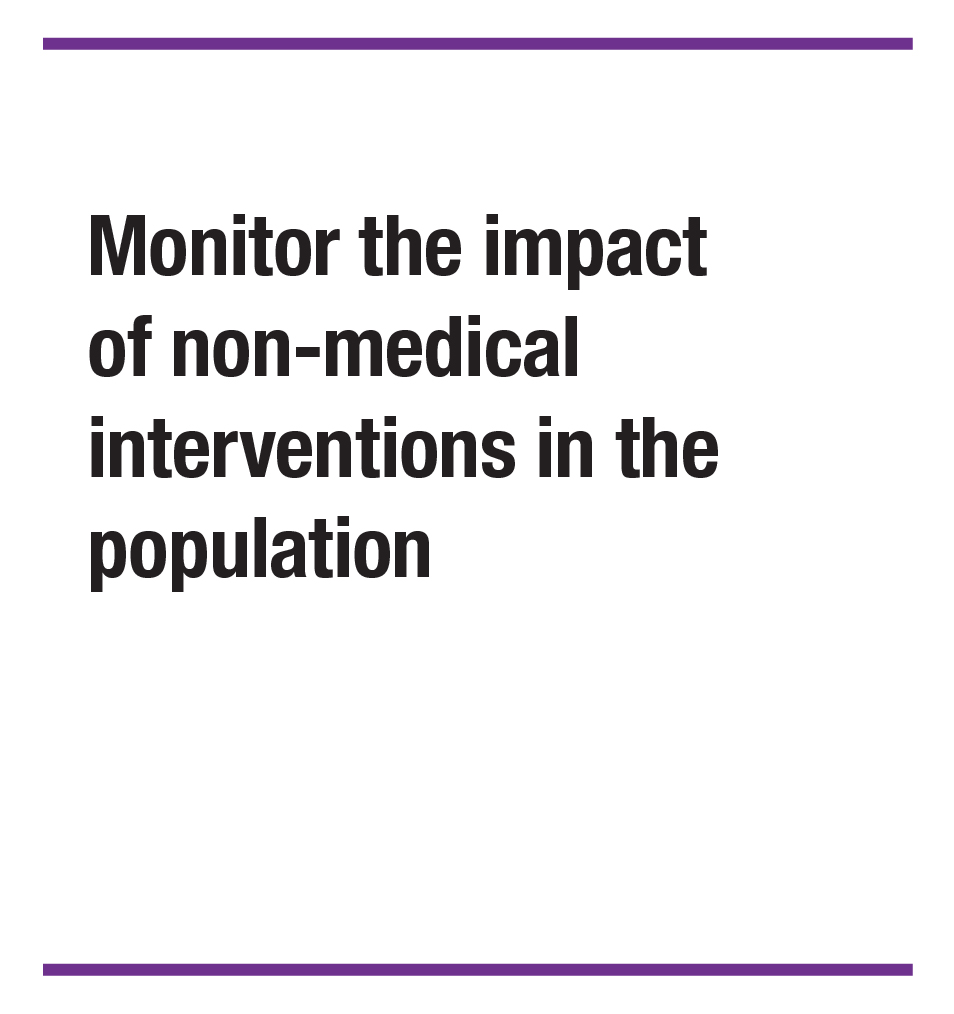 Monitor the impact
of non-medical
interventions in the
population